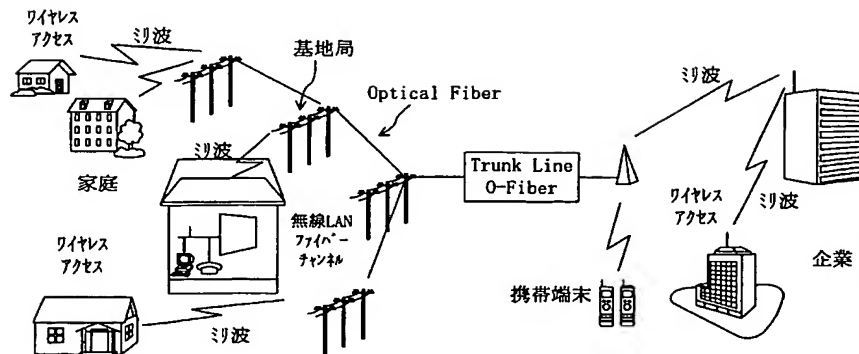 ワイヤレス
アクセス
ミリ波
基地局
Optical Fiber
ミリ波
家庭
ミリ波
Trunk Line
O-Fiber
ワイヤレス
アクセス
ミリ波
無線LAN
ファイバー
チャンネル
ワイヤレス
アクセス
企業
携帯端末
ミリ波